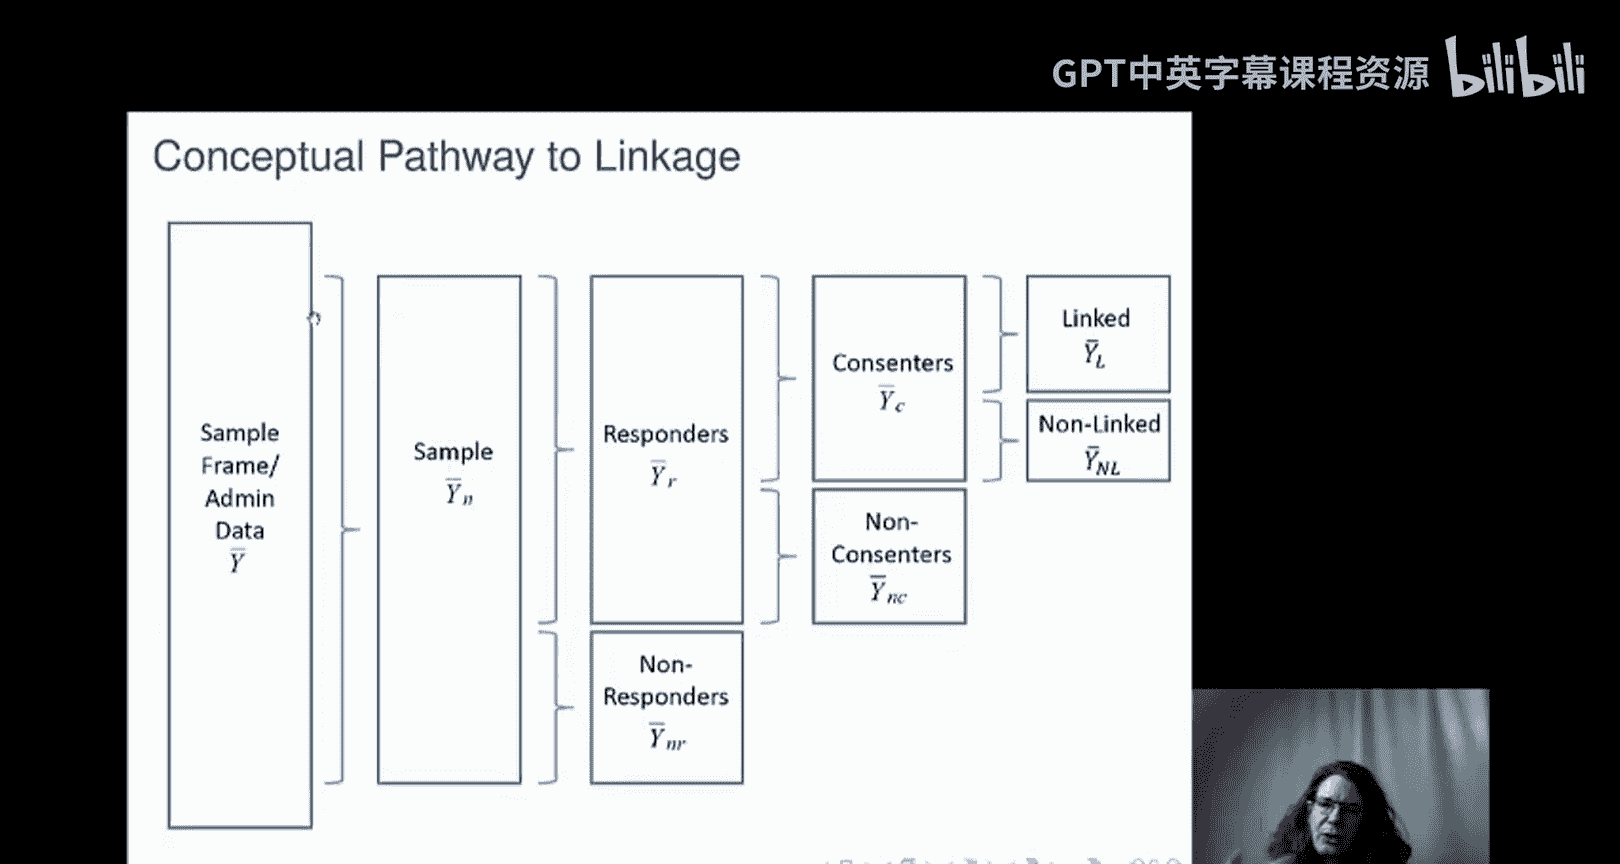 GPT中英字幕课程资源 bilibili
Conceptual Pathway to Linkage
Sample
Frame/
Admin
Data
Ȳ
Sample
Ȳn
Responders
Ȳr
Non-
Responders
Ȳnr
Consenters
Ȳc
Non-
Consenters
Ȳnc
Linked
ȲL
Non-Linked
ȲNL